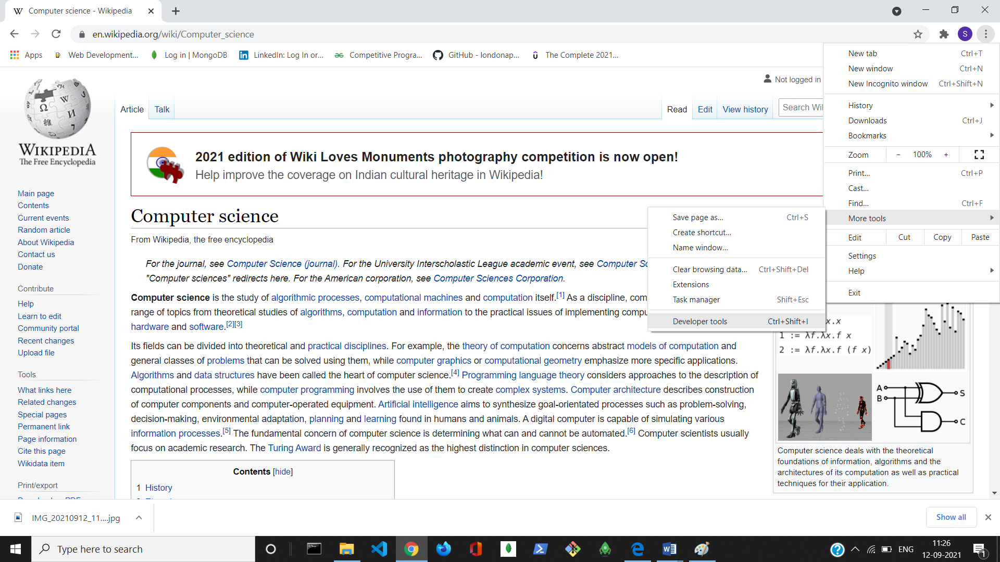 Computer science - Wikipedia
en.wikipedia.org/wiki/Computer_science
S
Apps
Web Development...
Log in | MongoDB
LinkedIn: Log In or...
Competitive Progra...
GitHub - londonap...
The Complete 2021...
WIKIPEDIA
The Free Encyclopedia
Not logged in
Article
Talk
Read
Edit
View history
Search Wi
2021 edition of Wiki Loves Monuments photography competition is now open!
Help improve the coverage on Indian cultural heritage in Wikipedia!
Main page
Contents
Current events
Random article
About Wikipedia
Contact us
Donate
Contribute
Help
Learn to edit
Community portal
Recent changes
Upload file
Tools
What links here
Related changes
Special pages
Permanent link
Page information
Cite this page
Wikidata item
Print/export
Computer science
From Wikipedia, the free encyclopedia
For the journal, see Computer Science (journal). For the University Interscholastic League academic event, see Computer Sc
"Computer sciences" redirects here. For the American corporation, see Computer Sciences Corporation.
Computer science is the study of algorithmic processes, computational machines and computation itself.[1] As a discipline, com
range of topics from theoretical studies of algorithms, computation and information to the practical issues of implementing compu
hardware and software.[2][3]
Its fields can be divided into theoretical and practical disciplines. For example, the theory of computation concerns abstract models of computation and
general classes of problems that can be solved using them, while computer graphics or computational geometry emphasize more specific applications.
Algorithms and data structures have been called the heart of computer science.[4] Programming language theory considers approaches to the description of
computational processes, while computer programming involves the use of them to create complex systems. Computer architecture describes construction
of computer components and computer-operated equipment. Artificial intelligence aims to synthesize goal-orientated processes such as problem-solving,
decision-making, environmental adaptation, planning and learning found in humans and animals. A digital computer is capable of simulating various
information processes.[5] The fundamental concern of computer science is determining what can and cannot be automated.[6] Computer scientists usually
focus on academic research. The Turing Award is generally recognized as the highest distinction in computer sciences.
Contents [hide]
1 History
New tab Ctrl+T
New window Ctrl+N
New Incognito window Ctrl+Shift+N
History
Downloads Ctrl+J
Bookmarks
Zoom - 100% +
Print... Ctrl+P
Cast...
Find... Ctrl+F
More tools
Edit Cut Copy Paste
Settings
Help
Exit
Save page as... Ctrl+S
Create shortcut...
Name window...
Clear browsing data... Ctrl+Shift+Del
Extensions
Task manager Shift+Esc
Developer tools Ctrl+Shift+I
x.x
1 := λf.λx.f x
2 := λf.λx.f (f x)
A
B
S
C
Computer science deals with the theoretical
foundations of information, algorithms and the
architectures of its computation as well as practical
techniques for their application.
IMG_20210912_11....jpg
Show all
Type here to search
ENG
11:26
12-09-2021
1